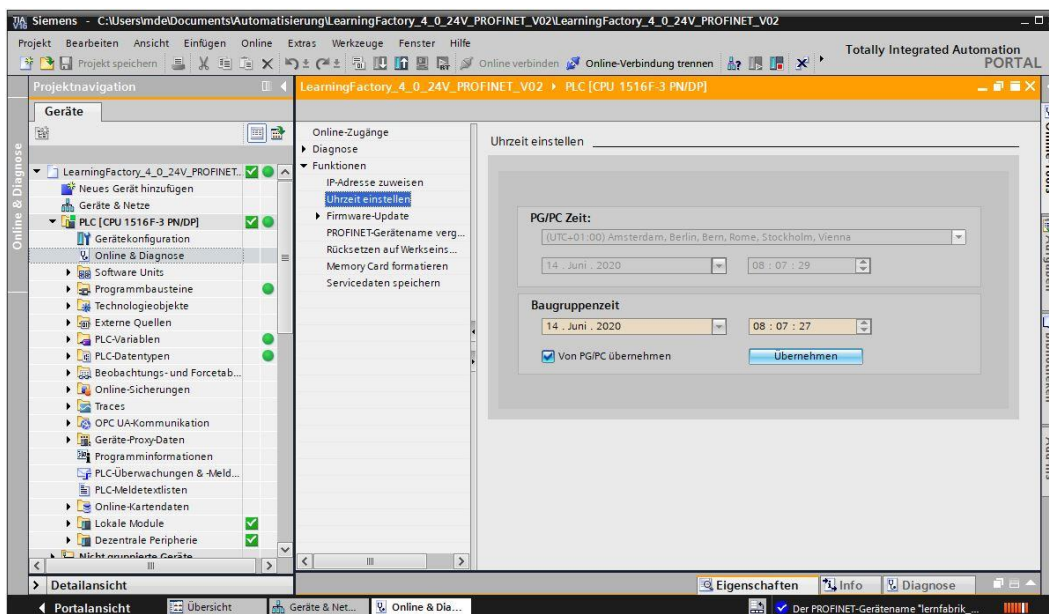 Siemens - C:\Users\mde\Documents\Automatisierung\LearningFactory_4_0_24V_PROFINET_V02\LearningFactory_4_0_24V_PROFINET_V02
Projekt Bearbeiten Ansicht Einfügen Online Extras Werkzeuge Fenster Hilfe
Totally Integrated Automation
PORTAL
Projekt speichern
Online verbinden
Online-Verbindung trennen
Projektnavigation
LearningFactory_4_0_24V_PROFINET_V02 PLC [CPU 1516F-3 PN/DP]
Geräte
Online & Diagnose
LearningFactory_4_0_24V_PROFINET...
Neues Gerät hinzufügen
Geräte & Netze
PLC [CPU 1516F-3 PN/DP]
Gerätekonfiguration
Online & Diagnose
Software Units
Programmbausteine
Technologieobjekte
Externe Quellen
PLC-Variablen
PLC-Datentypen
Beobachtungs- und Forcetab...
Online-Sicherungen
Traces
OPC UA-Kommunikation
Geräte-Proxy-Daten
Programminformationen
PLC-Überwachungen & -Meld...
PLC-Meldetextlisten
Online-Kartendaten
Lokale Module
Dezentrale Peripherie
Nicht gruppierte Geräte
Detailansicht
Online-Zugänge
Diagnose
Funktionen
IP-Adresse zuweisen
Uhrzeit einstellen
Firmware-Update
PROFINET-Gerätename verg...
Rücksetzen auf Werkseins...
Memory Card formatieren
Servicedaten speichern
Uhrzeit einstellen
PG/PC Zeit:
(UTC+01:00) Amsterdam, Berlin, Bern, Rome, Stockholm, Vienna
14 . Juni . 2020
08 : 07 : 29
Baugruppenzeit
14 . Juni . 2020
08 : 07 : 27
Von PG/PC übernehmen
Übernehmen
Eigenschaften
Info
Diagnose
Portalansicht
Übersicht
Geräte & Net...
Online & Dia...
Der PROFINET-Gerätename "lernfabrik_...